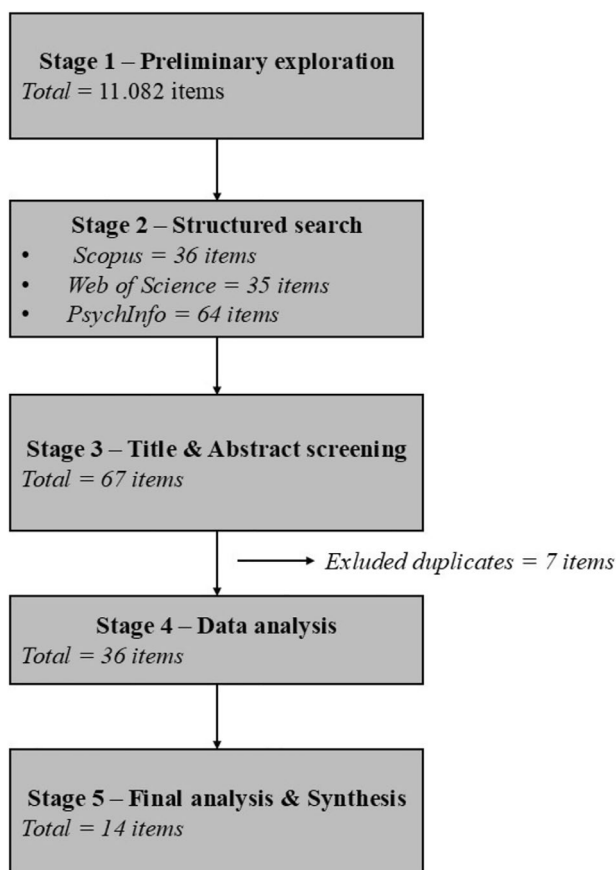 Stage 1 – Preliminary exploration
Total = 11.082 items
Stage 2 – Structured search
• Scopus = 36 items
• Web of Science = 35 items
• PsychInfo = 64 items
Stage 3 – Title & Abstract screening
Total = 67 items
Exluded duplicates = 7 items
Stage 4 – Data analysis
Total = 36 items
Stage 5 – Final analysis & Synthesis
Total = 14 items